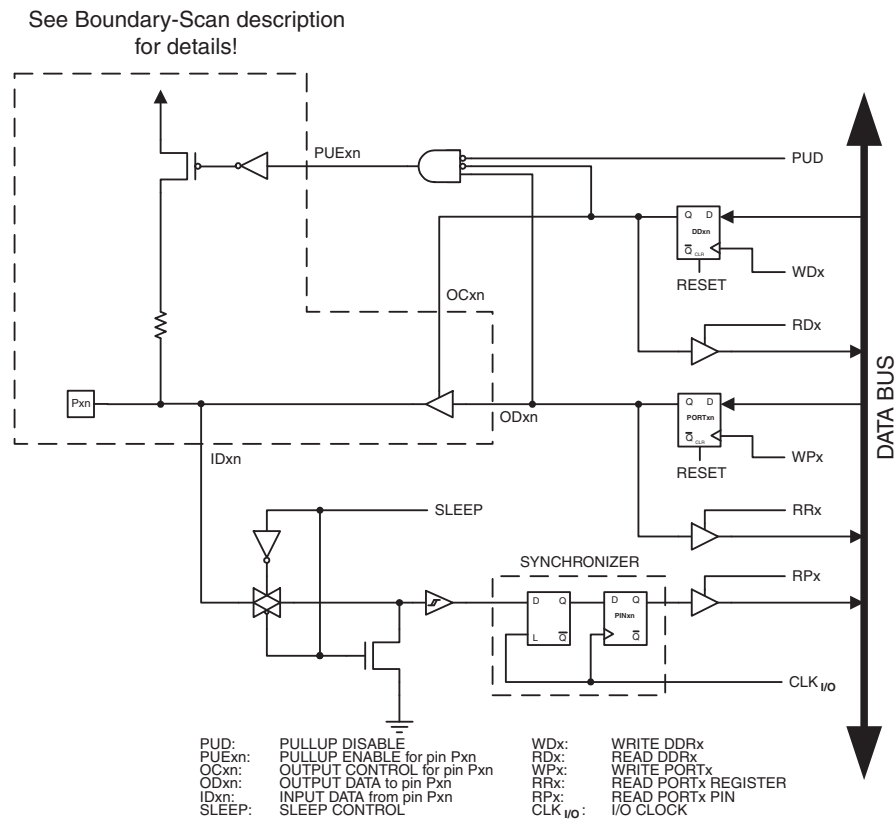 See Boundary-Scan description
for details!
PUExn
PUD
Q D
DDxn
Q CLR
RESET
WDx
OCxn
RDx
Pxn
ODxn
Q D
PORTxn
Q CLR
RESET
WPx
IDxn
DATA BUS
SLEEP
RRx
SYNCHRONIZER
RPx
D Q
L Q
D Q
PINxn
Q
CLK I/O
PUD: PULLUP DISABLE
PUExn: PULLUP ENABLE for pin Pxn
OCxn: OUTPUT CONTROL for pin Pxn
ODxn: OUTPUT DATA to pin Pxn
IDxn: INPUT DATA from pin Pxn
SLEEP: SLEEP CONTROL
WDx: WRITE DDRx
RDx: READ DDRx
WPx: WRITE PORTx
RRx: READ PORTx REGISTER
RPx: READ PORTx PIN
CLK I/O: I/O CLOCK